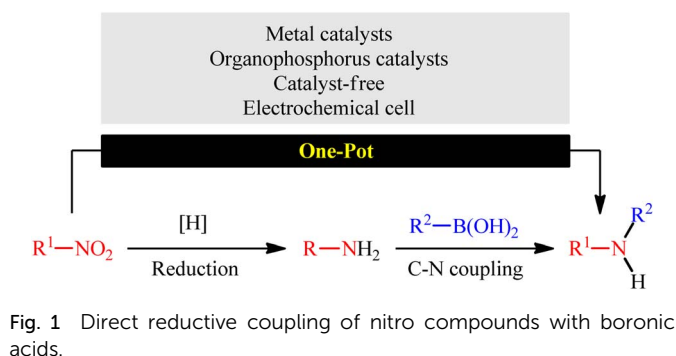 Metal catalysts
Organophosphorus catalysts
Catalyst-free
Electrochemical cell
One-Pot
R¹—NO₂
[H]
Reduction
R—NH₂
R²—B(OH)₂
C-N coupling
R¹—N
R²
H
Fig. 1 Direct reductive coupling of nitro compounds with boronic
acids.